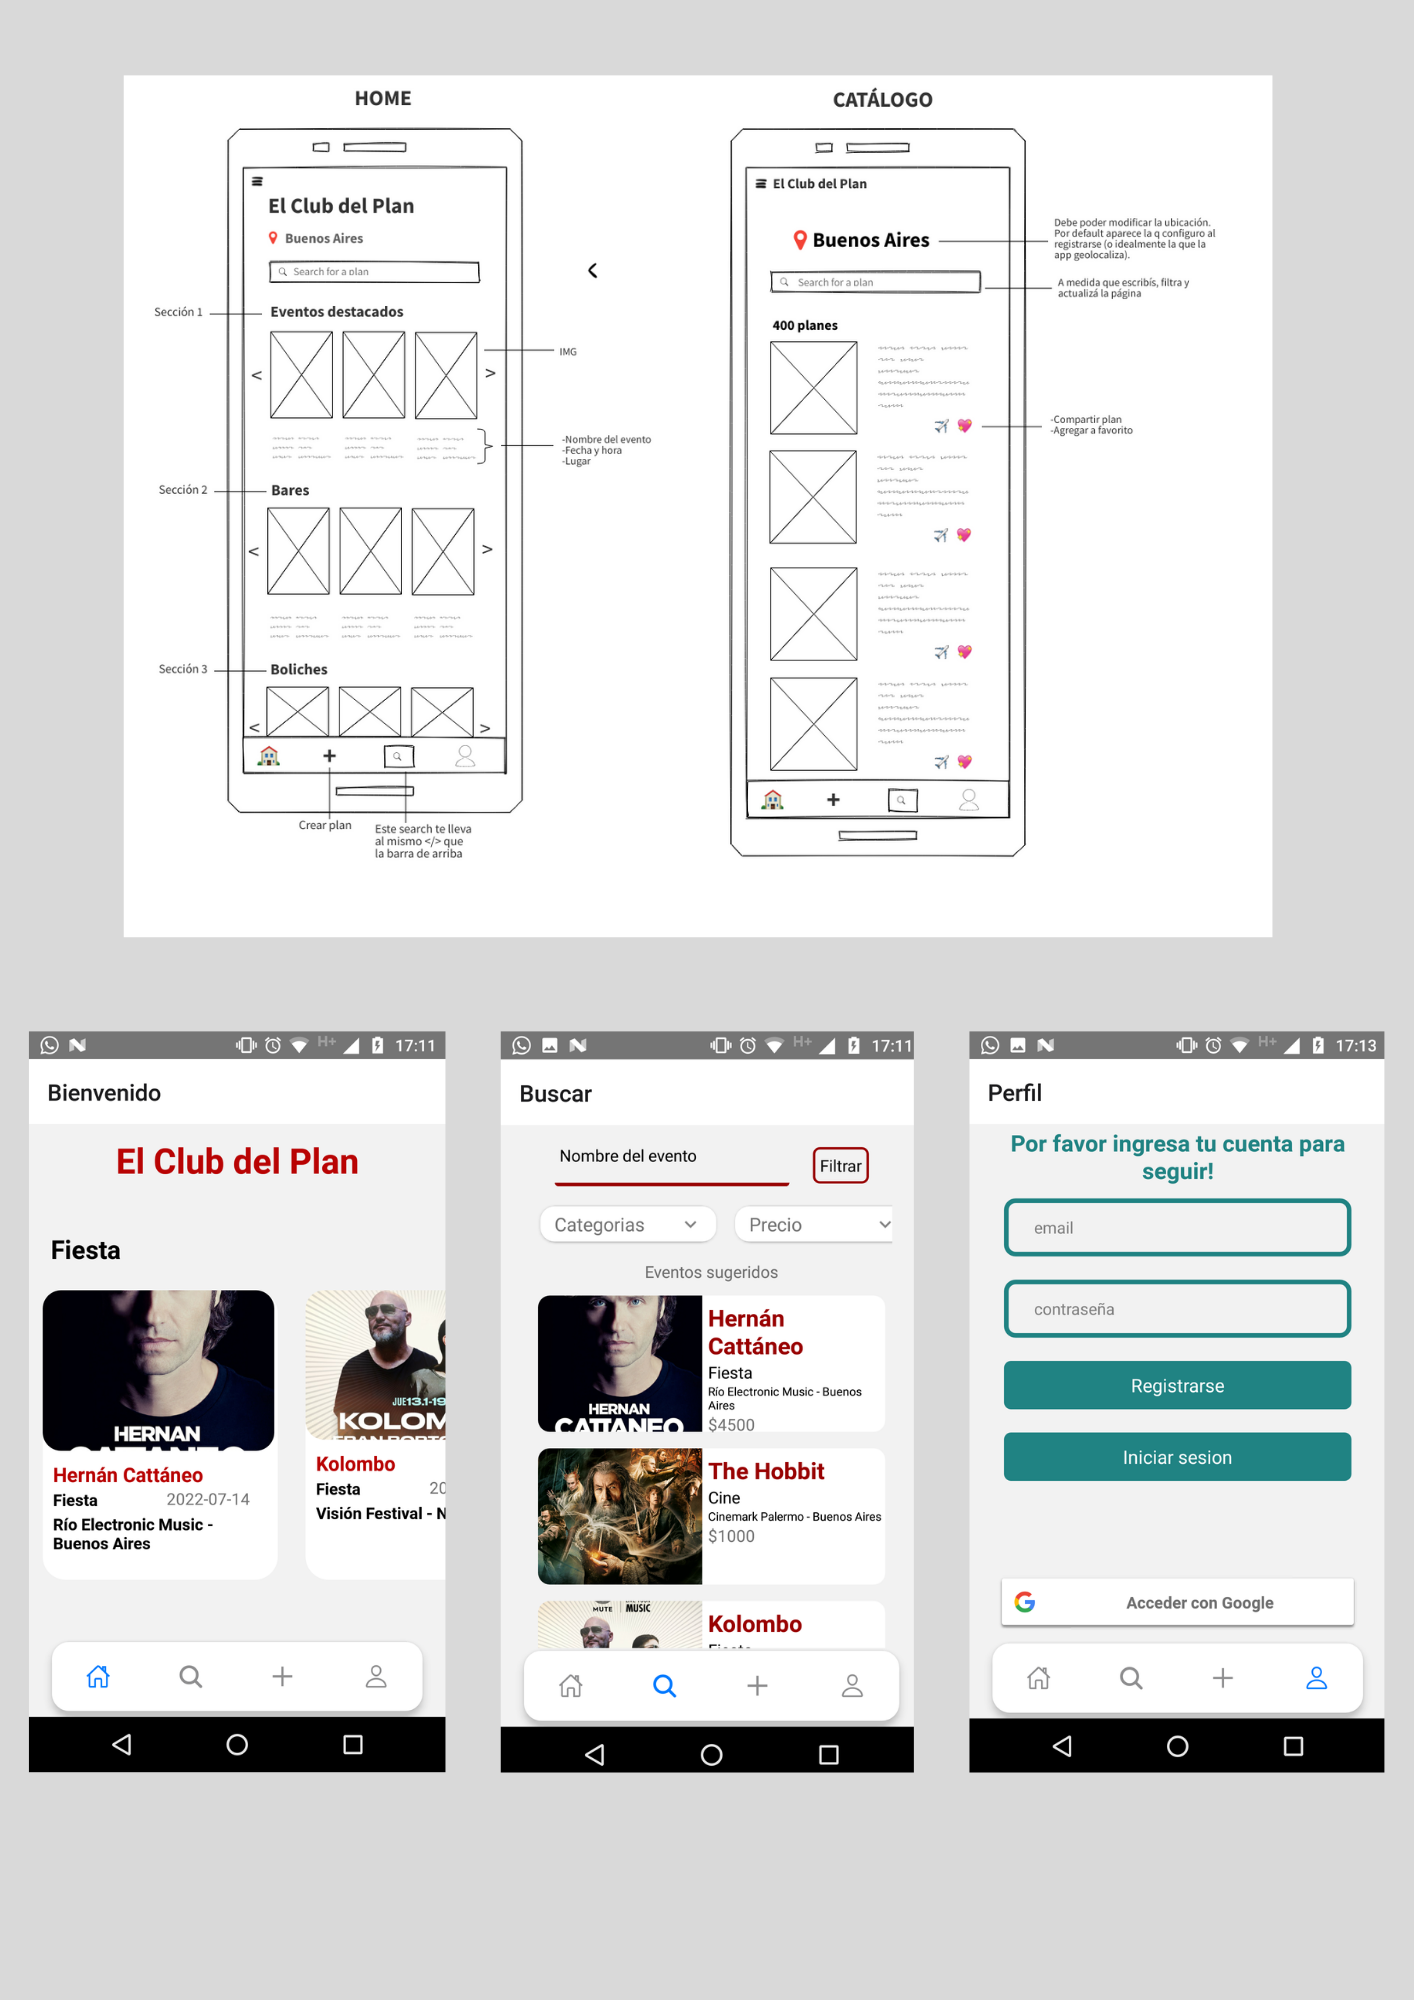 HOME
El Club del Plan
Buenos Aires
Search for a plan
Sección 1
Eventos destacados
IMG
-Nombre del evento
-Fecha y hora
-Lugar
Sección 2
Bares
Sección 3
Boliches
Crear plan
Este search te lleva
al mismo </> que
la barra de arriba
CATÁLOGO
El Club del Plan
Buenos Aires
Debe poder modificar la ubicación.
Por default aparece la q configuro al
registrarse (o idealmente la que la
app geolocaliza).
Search for a plan
A medida que escribís, filtra y
actualizá la página
400 planes
-Compartir plan
-Agregar a favorito
H+ 17:11
Bienvenido
El Club del Plan
Fiesta
HERNAN
JUE13.1-19
KOLOM
Hernán Cattáneo
Fiesta 2022-07-14
Río Electronic Music -
Buenos Aires
Kolombo
Fiesta 20
Visión Festival - N
H+ 17:11
Buscar
Nombre del evento
Filtrar
Categorias
Precio
Eventos sugeridos
HERNAN
CATTANEO
Hernán
Cattáneo
Fiesta
Río Electronic Music - Buenos
Aires
$4500
The Hobbit
Cine
Cinemark Palermo - Buenos Aires
$1000
MUTE
MUSIC
Kolombo
Fiesta
H+ 17:13
Perfil
Por favor ingresa tu cuenta para
seguir!
email
contraseña
Registrarse
Iniciar sesion
Acceder con Google